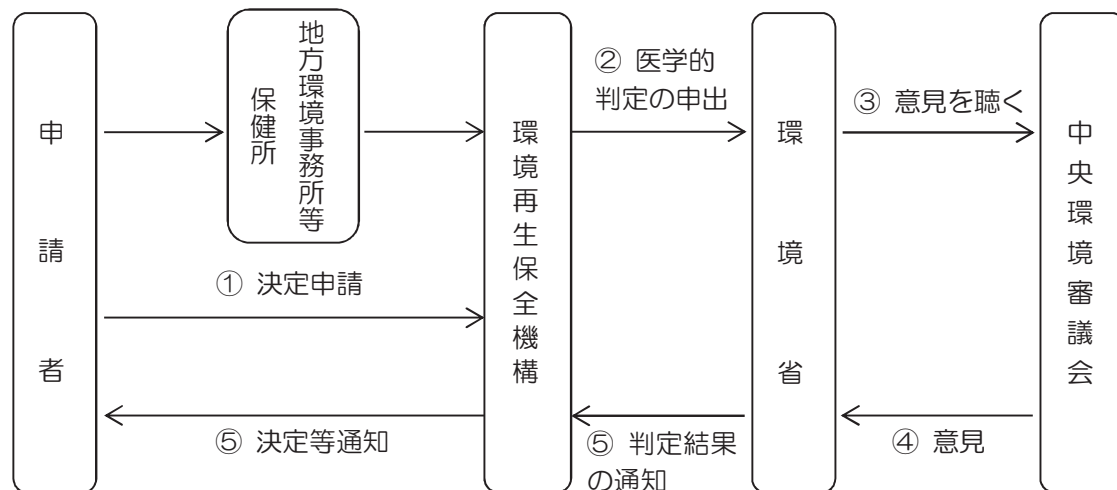 申請者
地方環境事務所等
保健所
① 決定申請
⑤ 決定等通知
環境再生保全機構
② 医学的
判定の申出
⑤ 判定結果
の通知
環境省
③ 意見を聴く
④ 意見
中央環境審議会